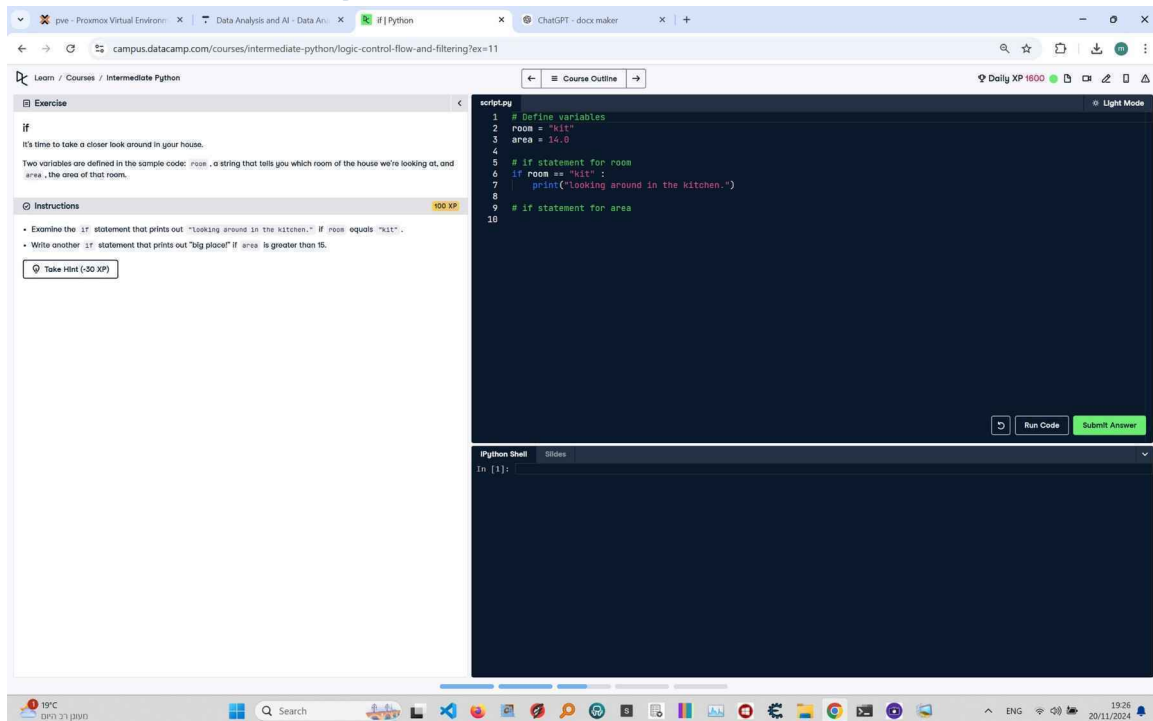 pve - Proxmox Virtual Environm
Data Analysis and AI - Data An
if | Python
ChatGPT - docx maker
campus.datacamp.com/courses/intermediate-python/logic-control-flow-and-filtering?ex=11
Learn / Courses / Intermediate Python
Course Outline
Daily XP 1600
Exercise
if
It's time to take a closer look around in your house.
Two variables are defined in the sample code: room , a string that tells you which room of the house we're looking at, and
area , the area of that room.
Instructions
100 XP
• Examine the if statement that prints out "looking around in the kitchen." if room equals "kit" .
• Write another if statement that prints out "big place!" if area is greater than 15.
Take Hint (-30 XP)
script.py
Light Mode
1 # Define variables
2 room = "kit"
3 area = 14.0
4
5 # if statement for room
6 if room == "kit" :
7 print("looking around in the kitchen.")
8
9 # if statement for area
10
Run Code
Submit Answer
IPython Shell
Slides
In [1]:
1
19°C
מעונן רב היום
Search
ENG
19:26
20/11/2024